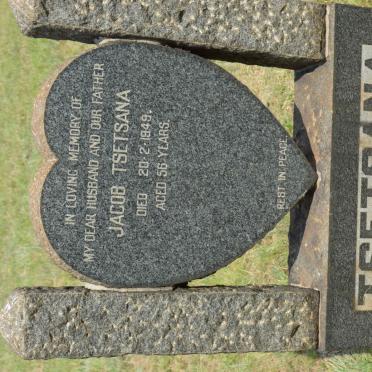 IN LOVING MEMORY OF
MY DEAR HUSBAND AND OUR FATHER
JACOB TSETSANA
DIED 20·2·1949.
AGED 56 YEARS.
REST IN PEACE.
TSETSANA